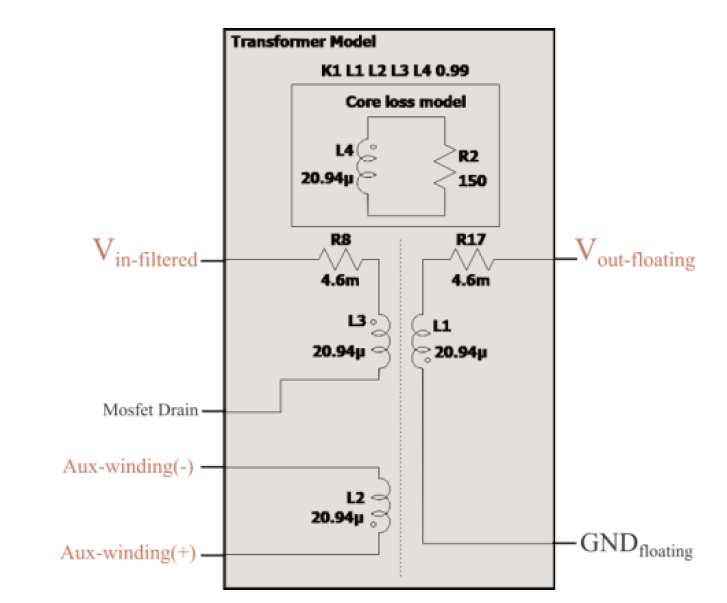 Transformer Model
K1 L1 L2 L3 L4 0.99
Core loss model
L4
20.94µ
R2
150
Vin-filtered
R8
4.6m
R17
4.6m
Vout-floating
L3
20.94µ
L1
20.94µ
Mosfet Drain
Aux-winding(-)
L2
20.94µ
Aux-winding(+)
GNDfloating